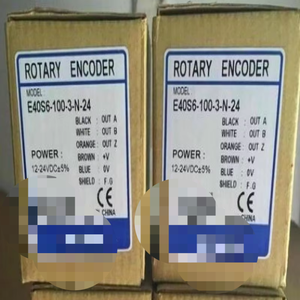 ROTARY ENCODER
MODEL
E40S6-100-3-N-24
BLACK : OUT A
WHITE : OUT B
ORANGE : OUT Z
POWER : BROWN : +V
12-24VDC±5% BLUE : 0V
SHIELD : F.G
CE
CHINA
ROTARY ENCODER
MODEL
E40S6-100-3-N-24
BLACK : OUT A
WHITE : OUT B
ORANGE : OUT Z
POWER : BROWN : +V
12-24VDC±5% BLUE : 0V
SHIELD : F.G
CE
CHINA